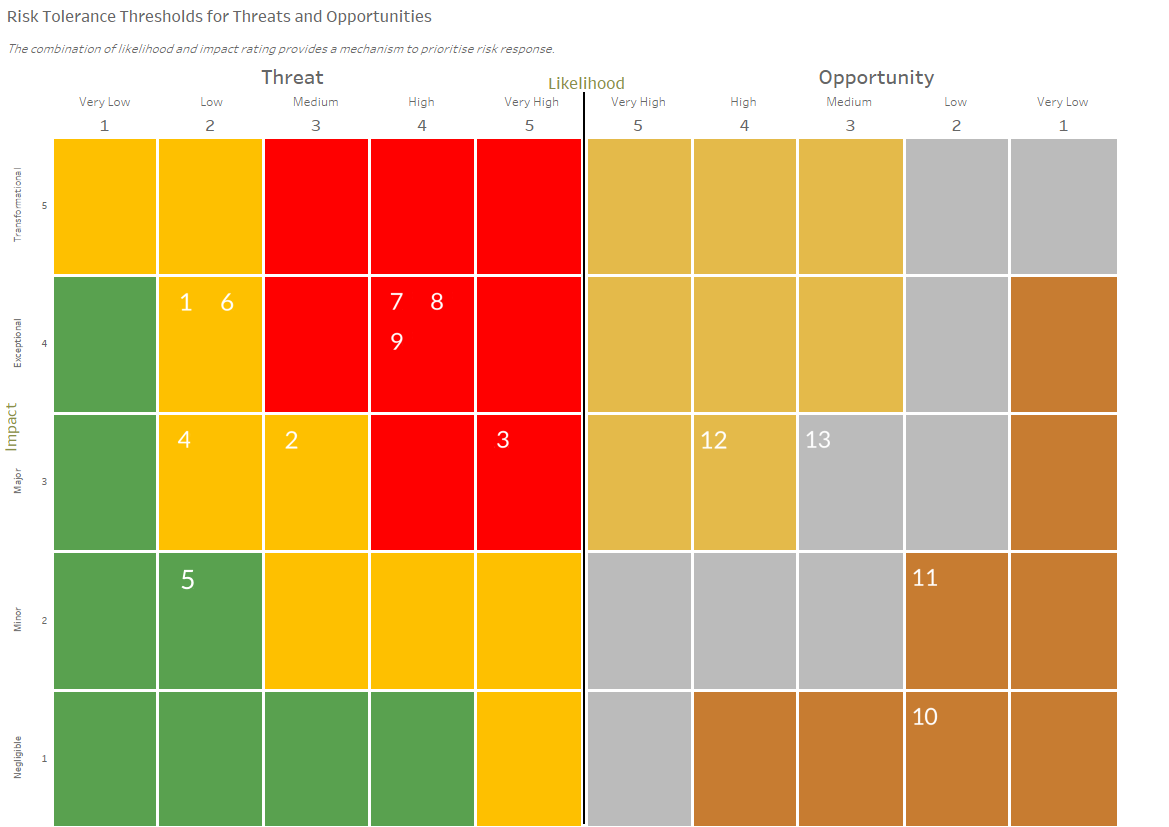 Risk Tolerance Thresholds for Threats and Opportunities
The combination of likelihood and impact rating provides a mechanism to prioritise risk response.
Threat Likelihood Opportunity
Very Low Low Medium High Very High Very High High Medium Low Very Low
1 2 3 4 5 5 4 3 2 1
Impact
Transformational 5
Exceptional 4
1 6 7 8
9
Major 3
4 2 3 12 13
Minor 2
5 11
Negligible 1
10